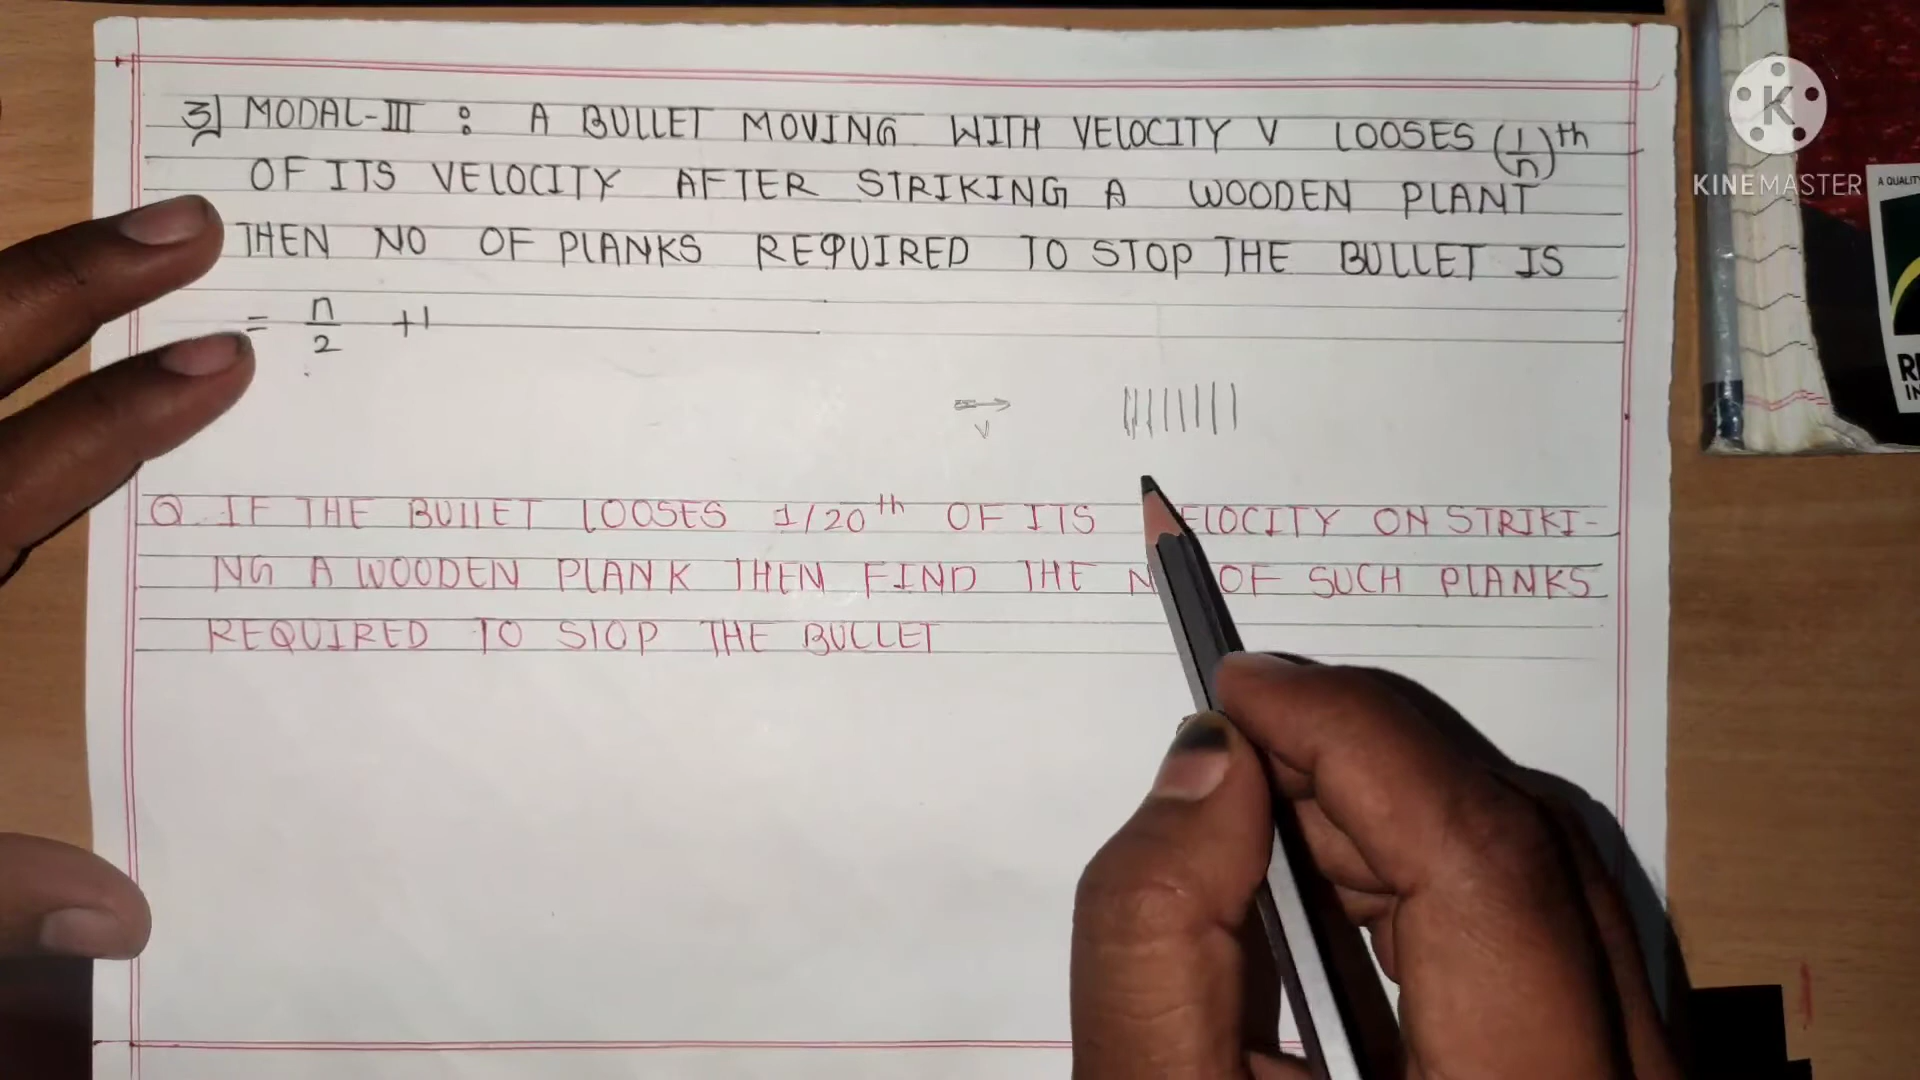 3] MODAL-III : A BULLET MOVING WITH VELOCITY V LOOSES (1/n)th
OF ITS VELOCITY AFTER STRIKING A WOODEN PLANT
THEN NO OF PLANKS REQUIRED TO STOP THE BULLET IS
= n/2 +1
V
Q IF THE BULLET LOOSES 1/20th OF ITS ELOCITY ON STRIKI-
NG A WOODEN PLANK THEN FIND THE N OF SUCH PLANKS
REQUIRED TO STOP THE BULLET
K
KINEMASTER
A QUALITY